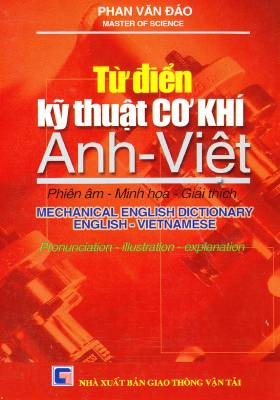 PHAN VĂN ĐÁO
MASTER OF SCIENCE
Từ điển
kỹ thuật CƠ KHÍ
Anh-Việt
Phiên âm - Minh họa - Giải thích
MECHANICAL ENGLISH DICTIONARY
ENGLISH - VIETNAMESE
Pronunciation - Illustration - explanation
NHÀ XUẤT BẢN GIAO THÔNG VẬN TẢI